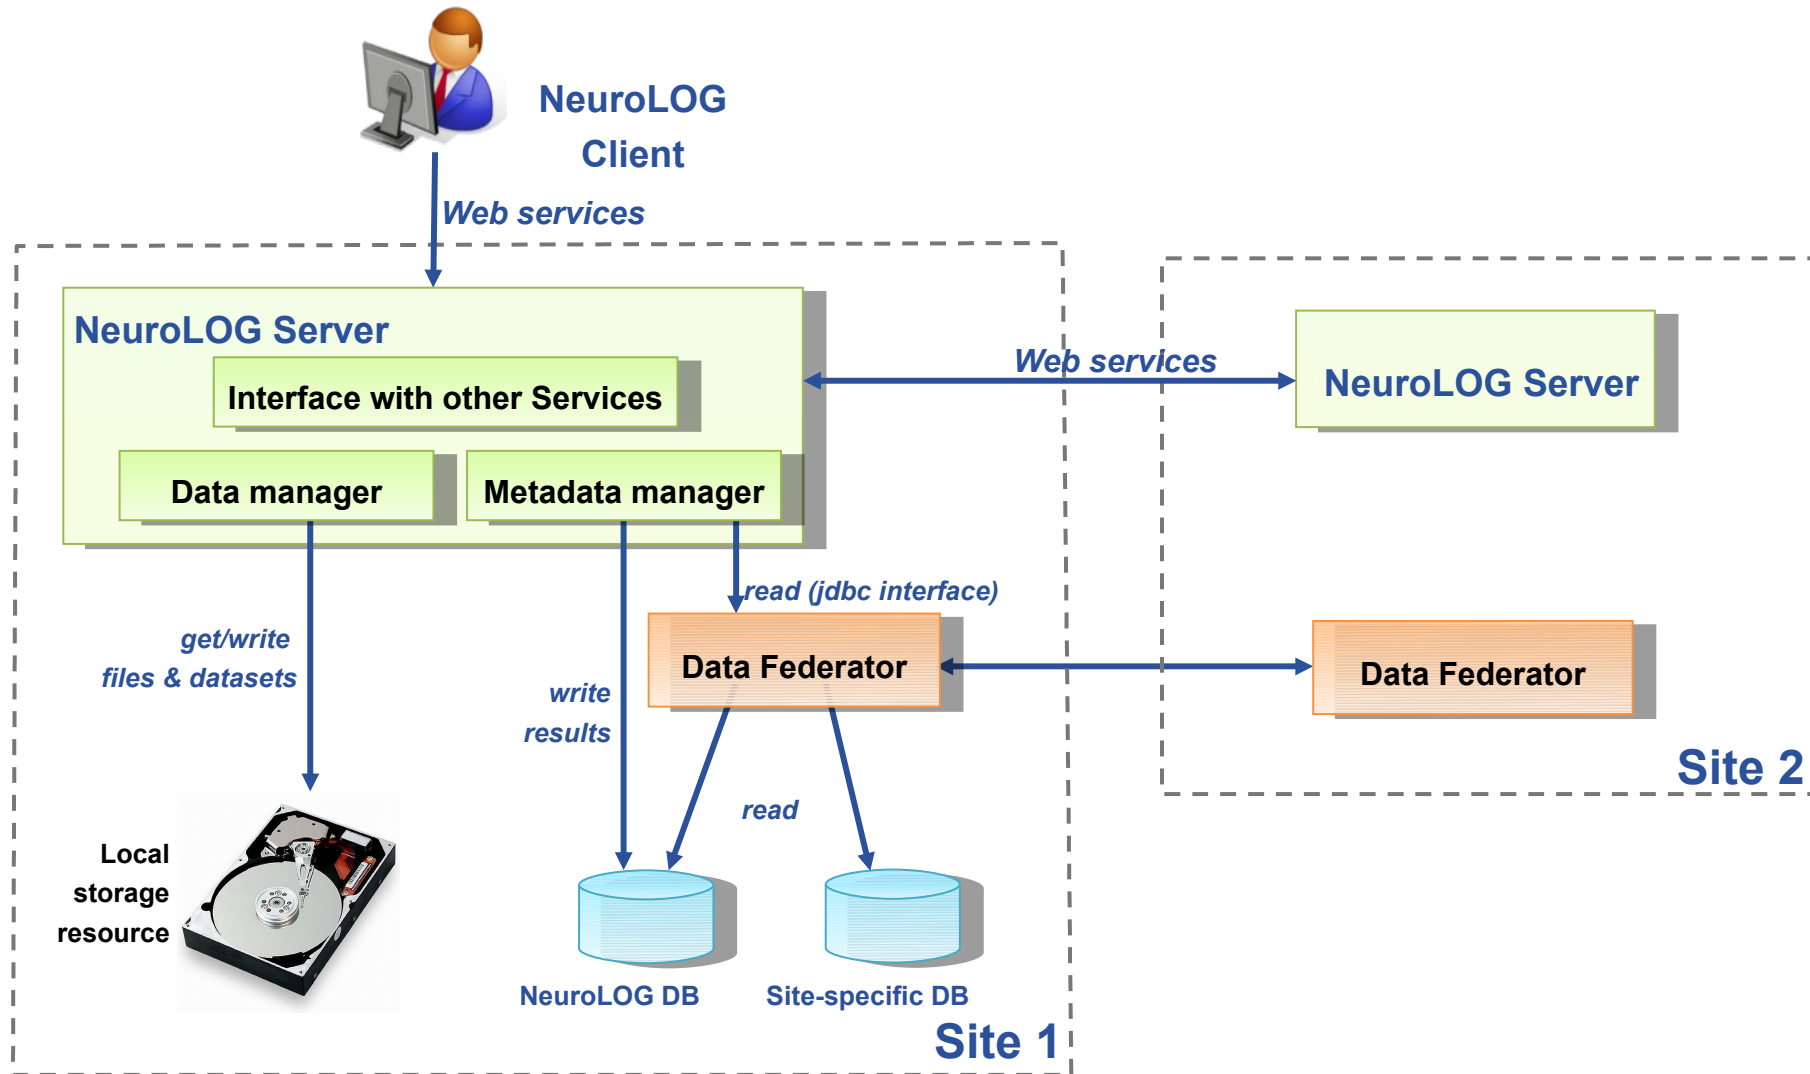 NeuroLOG
Client
Web services
NeuroLOG Server
Interface with other Services
Data manager
Metadata manager
Web services
NeuroLOG Server
read (jdbc interface)
get/write
files & datasets
write
results
Data Federator
Data Federator
Site 2
read
Local
storage
resource
NeuroLOG DB
Site-specific DB
Site 1